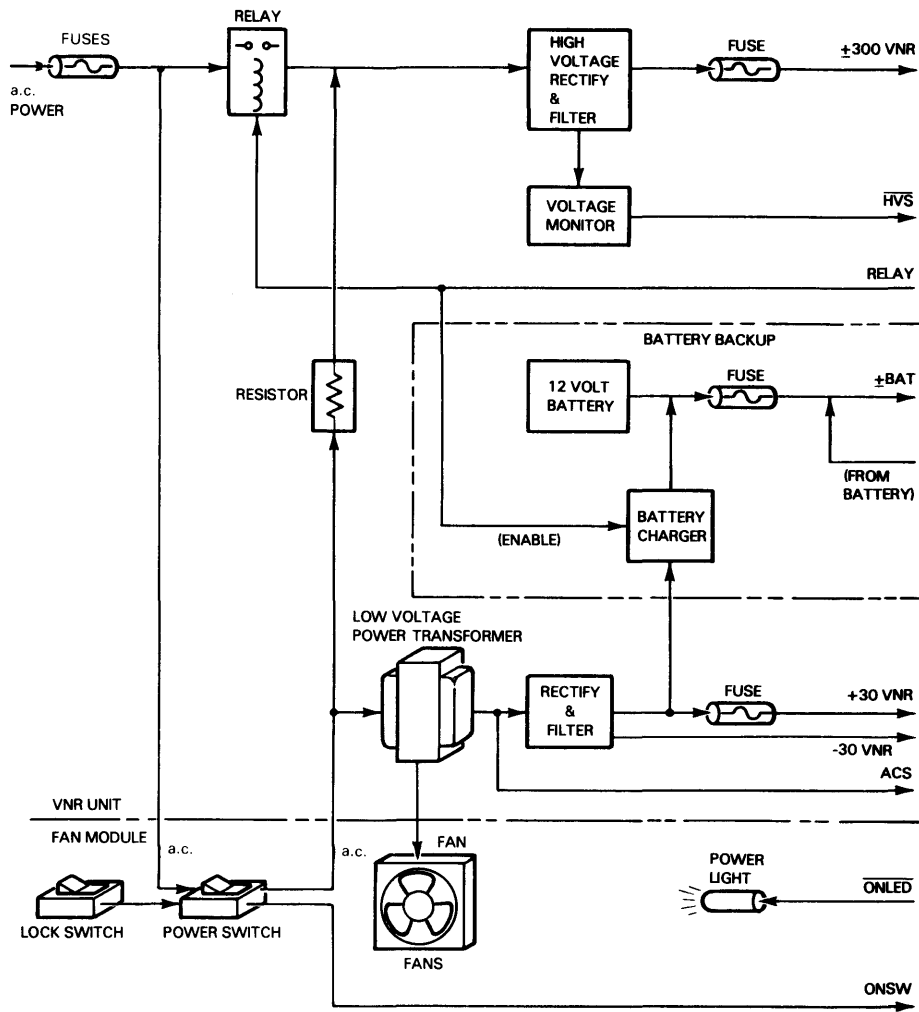 RELAY
FUSES
a.c.
POWER
HIGH
VOLTAGE
RECTIFY
&
FILTER
FUSE
±300 VNR
VOLTAGE
MONITOR
HVS
RELAY
BATTERY BACKUP
RESISTOR
12 VOLT
BATTERY
FUSE
±BAT
(FROM
BATTERY)
BATTERY
CHARGER
(ENABLE)
LOW VOLTAGE
POWER TRANSFORMER
RECTIFY
&
FILTER
FUSE
+30 VNR
-30 VNR
ACS
VNR UNIT
FAN MODULE
a.c.
a.c.
FAN
POWER
LIGHT
ONLED
LOCK SWITCH
POWER SWITCH
FANS
ONSW